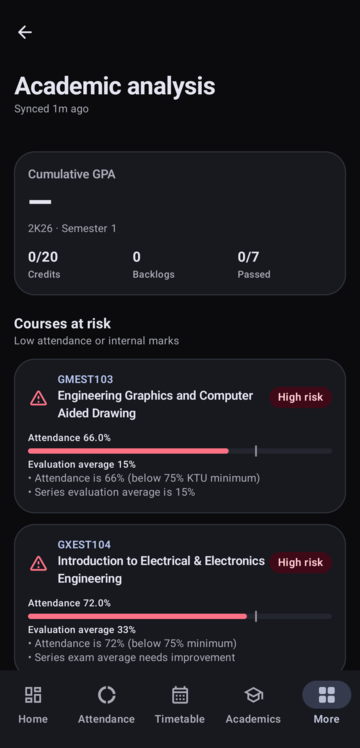 Academic analysis
Synced 1m ago
Cumulative GPA
—
2K26 · Semester 1
0/20 0 0/7
Credits Backlogs Passed
Courses at risk
Low attendance or internal marks
GMEST103
Engineering Graphics and Computer
Aided Drawing
High risk
Attendance 66.0%
Evaluation average 15%
• Attendance is 66% (below 75% KTU minimum)
• Series evaluation average is 15%
GXEST104
Introduction to Electrical & Electronics
Engineering
High risk
Attendance 72.0%
Evaluation average 33%
• Attendance is 72% (below 75% minimum)
• Series exam average needs improvement
Home Attendance Timetable Academics More